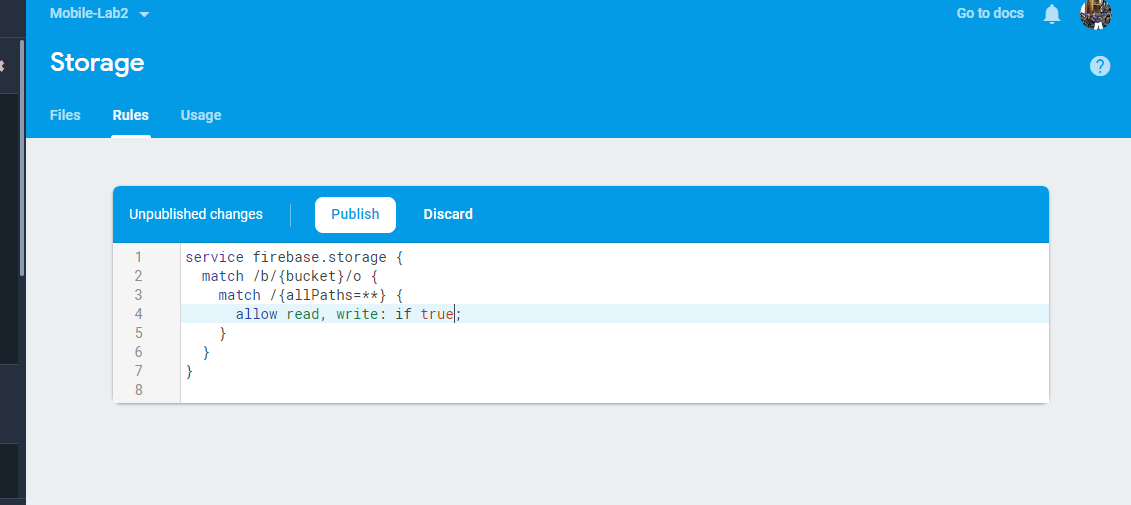 Mobile-Lab2
Go to docs
Storage
?
Files Rules Usage
Unpublished changes Publish Discard
1 service firebase.storage {
2 match /b/{bucket}/o {
3 match /{allPaths=**} {
4 allow read, write: if true;
5 }
6 }
7 }
8